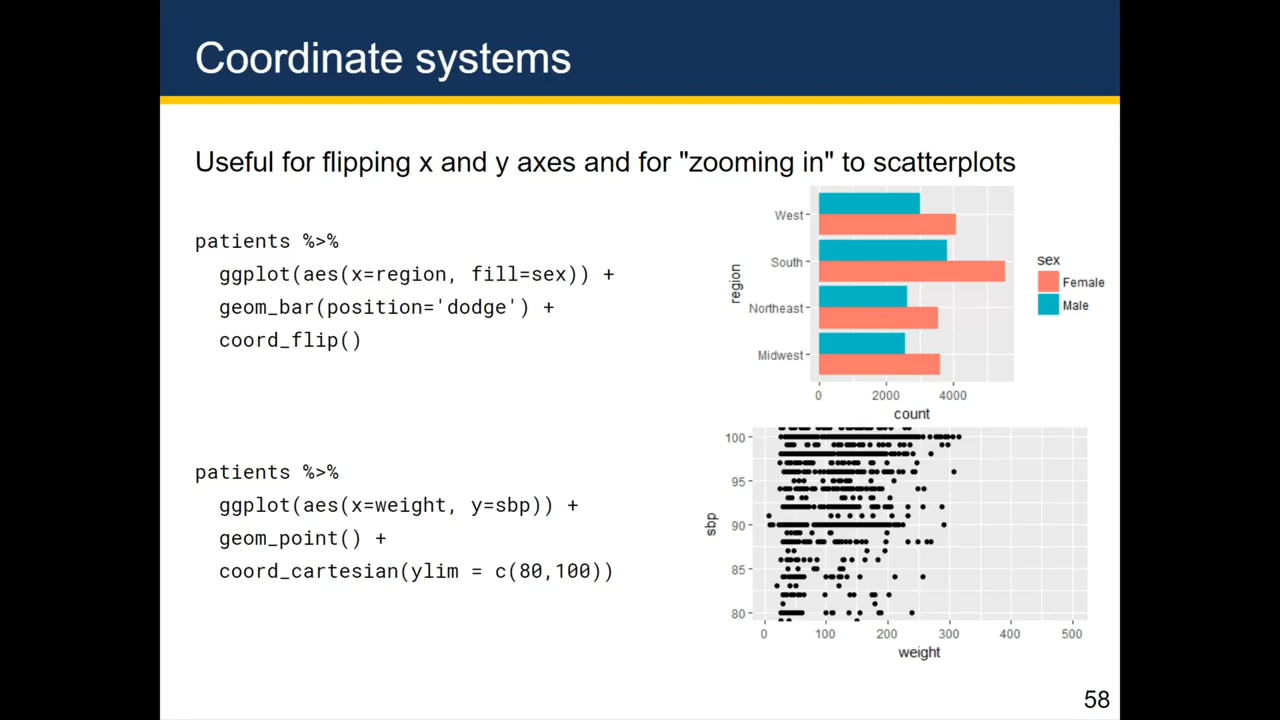 Coordinate systems
Useful for flipping x and y axes and for "zooming in" to scatterplots
patients %>%
ggplot(aes(x=region, fill=sex)) +
geom_bar(position='dodge') +
coord_flip()
West
South
Northeast
Midwest
region
0 2000 4000
count
sex
Female
Male
patients %>%
ggplot(aes(x=weight, y=sbp)) +
geom_point() +
coord_cartesian(ylim = c(80,100))
100
95
90
85
80
sbp
0 100 200 300 400 500
weight
58